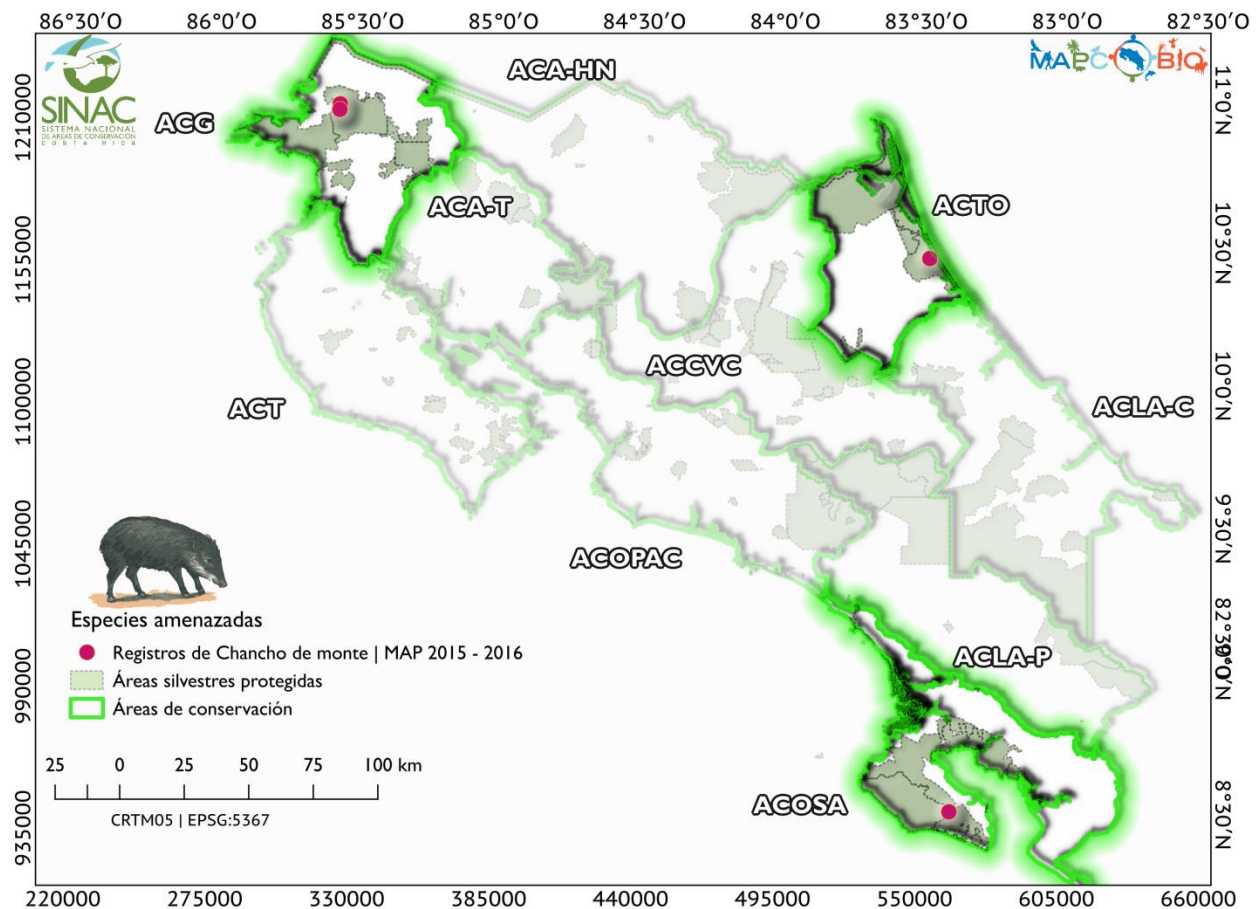 86°30'O 86°0'O 85°30'O 85°0'O 84°30'O 84°0'O 83°30'O 83°0'O 82°30'O
SINAC
SISTEMA NACIONAL
DE ÁREAS DE CONSERVACIÓN
COSTA RICA
MAPCOBIO
ACA-HN
ACG
ACA-T
ACTO
ACCVC
ACT
ACLA-C
ACOPAC
ACLA-P
ACOSA
1210000
1155000
1100000
1045000
990000
935000
11°0'N
10°30'N
10°0'N
9°30'N
82°30'O
9°0'N
8°30'N
Especies amenazadas
Registros de Chancho de monte | MAP 2015 - 2016
Áreas silvestres protegidas
Áreas de conservación
25 0 25 50 75 100 km
CRTM05 | EPSG:5367
220000 275000 330000 385000 440000 495000 550000 605000 660000